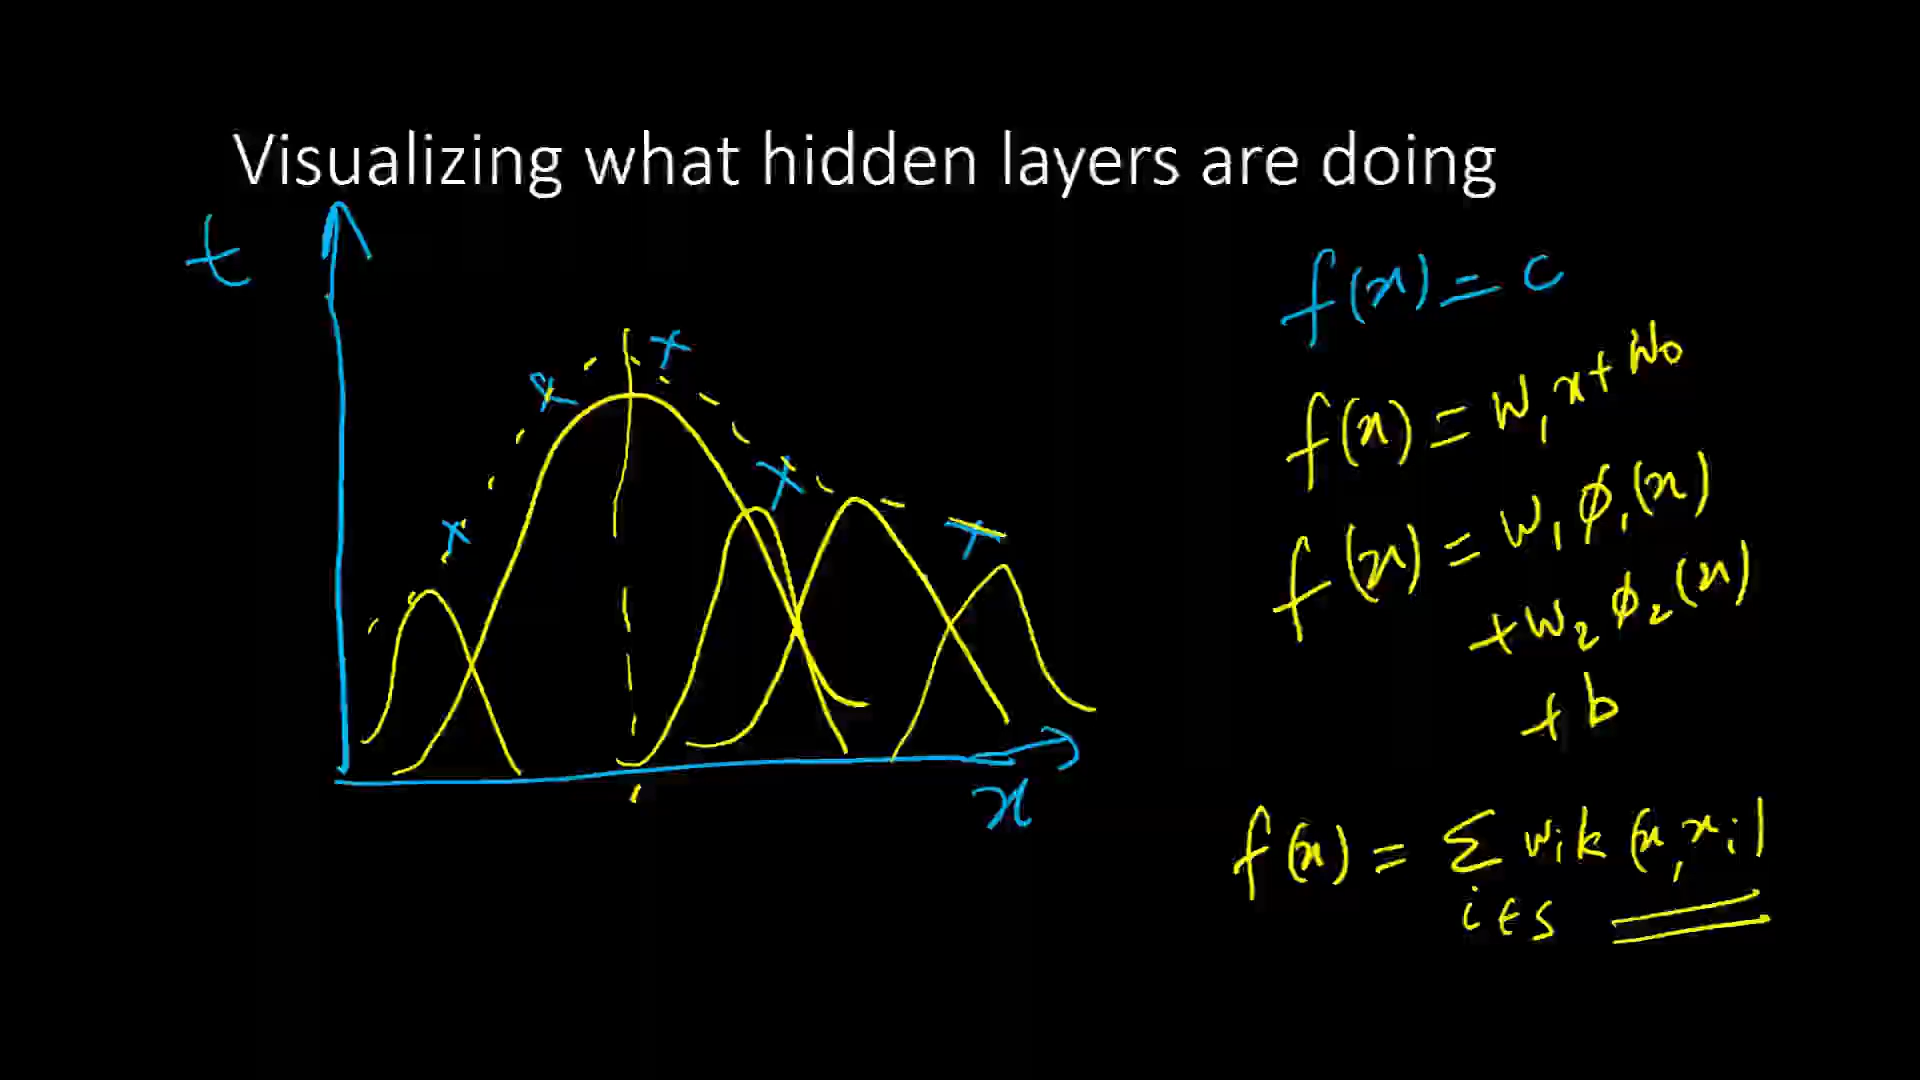 Visualizing what hidden layers are doing
t
x
f(x) = c
f(x) = w₁x + w₀
f(x) = w₁ϕ₁(x)
+ w₂ϕ₂(x)
+ b
f(x) = Σ wᵢk(x, xᵢ)
i∈s